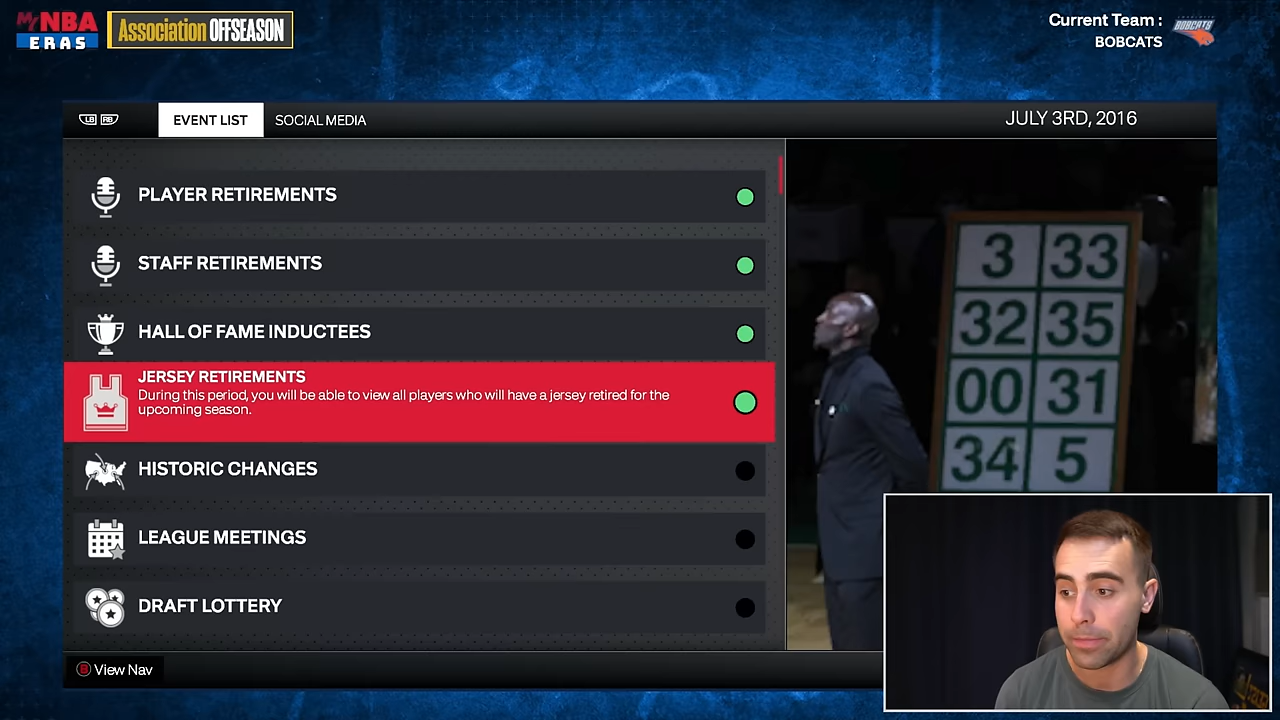 MyNBA
ERAS
Association OFFSEASON
Current Team :
BOBCATS
BOBCATS
LB RB
EVENT LIST
SOCIAL MEDIA
JULY 3RD, 2016
PLAYER RETIREMENTS
STAFF RETIREMENTS
HALL OF FAME INDUCTEES
JERSEY RETIREMENTS
During this period, you will be able to view all players who will have a jersey retired for the
upcoming season.
HISTORIC CHANGES
LEAGUE MEETINGS
DRAFT LOTTERY
B View Nav
3 33
32 35
00 31
34 5